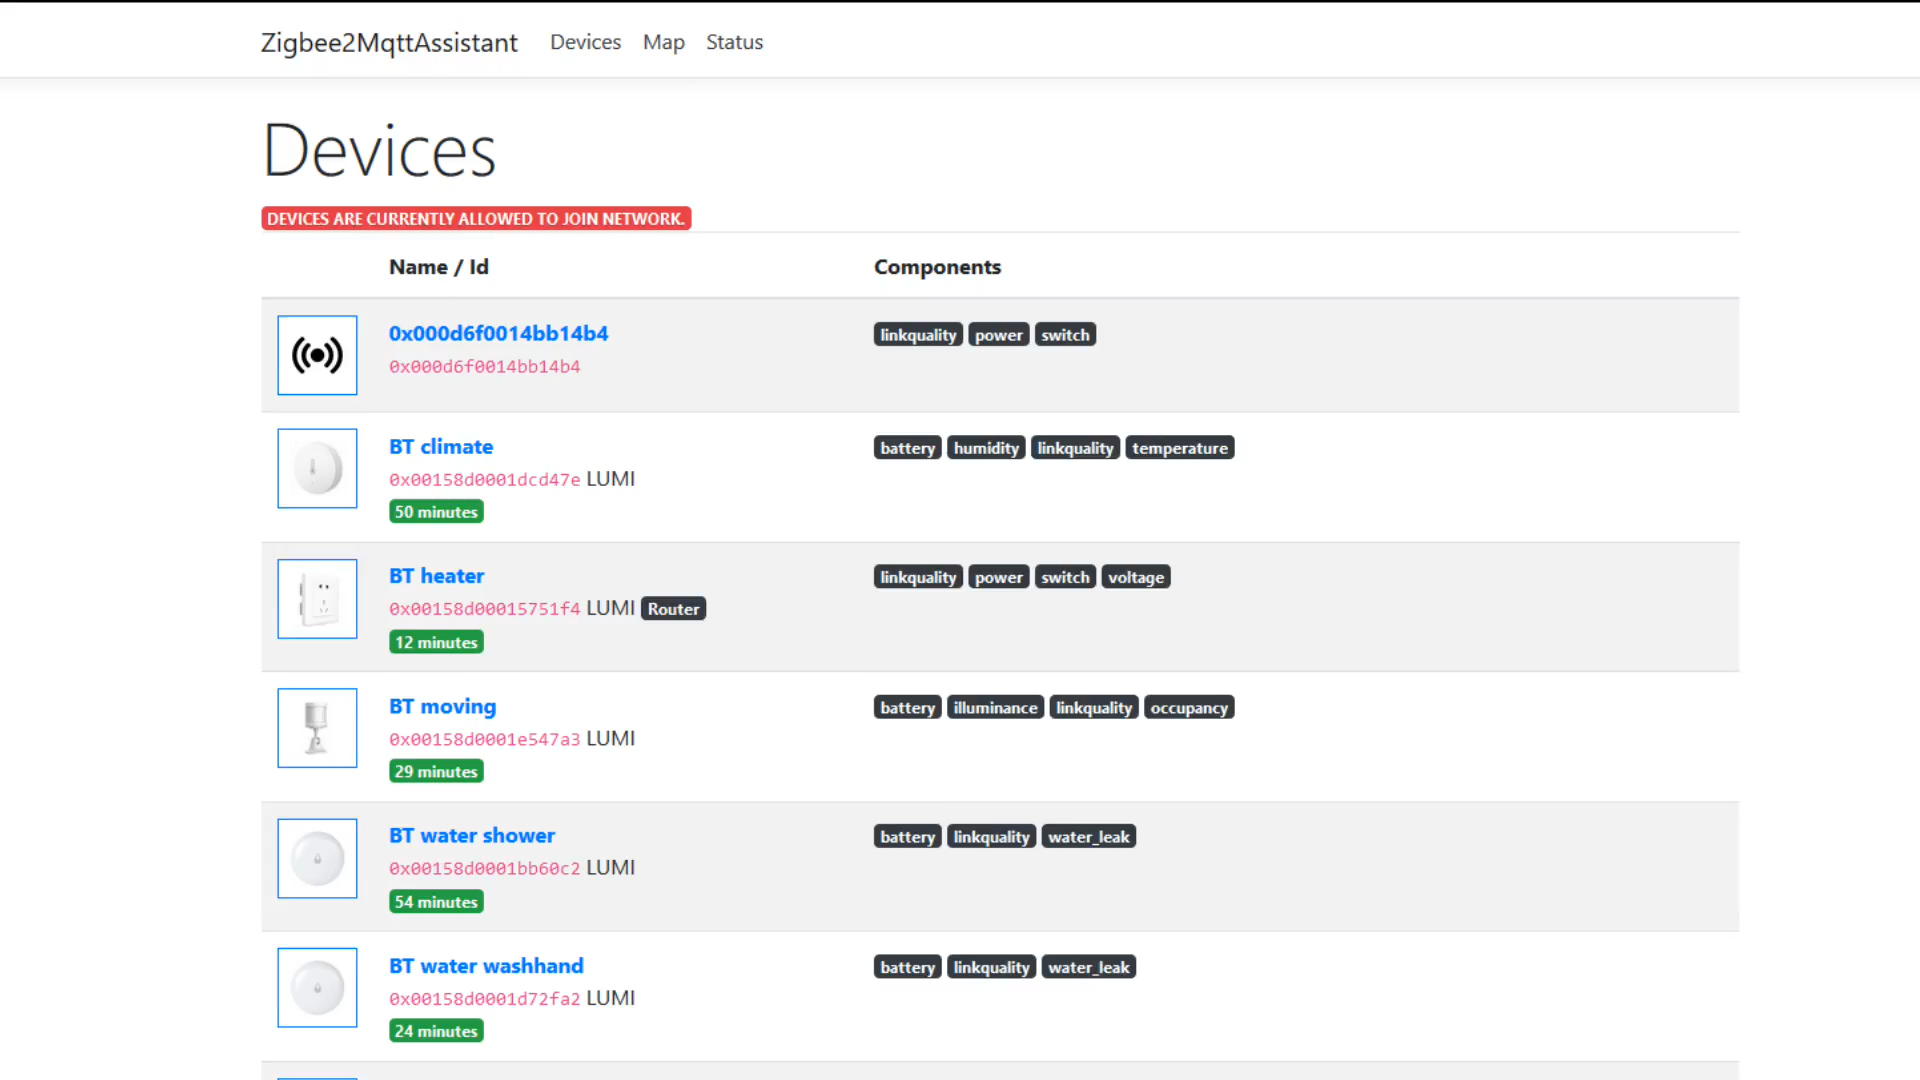 Zigbee2MqttAssistant Devices Map Status
Devices
DEVICES ARE CURRENTLY ALLOWED TO JOIN NETWORK.
Name / Id Components
0x000d6f0014bb14b4 linkquality power switch
0x000d6f0014bb14b4
BT climate battery humidity linkquality temperature
0x00158d0001dcd47e LUMI
50 minutes
BT heater linkquality power switch voltage
0x00158d00015751f4 LUMI Router
12 minutes
BT moving battery illuminance linkquality occupancy
0x00158d0001e547a3 LUMI
29 minutes
BT water shower battery linkquality water_leak
0x00158d0001bb60c2 LUMI
54 minutes
BT water washhand battery linkquality water_leak
0x00158d0001d72fa2 LUMI
24 minutes